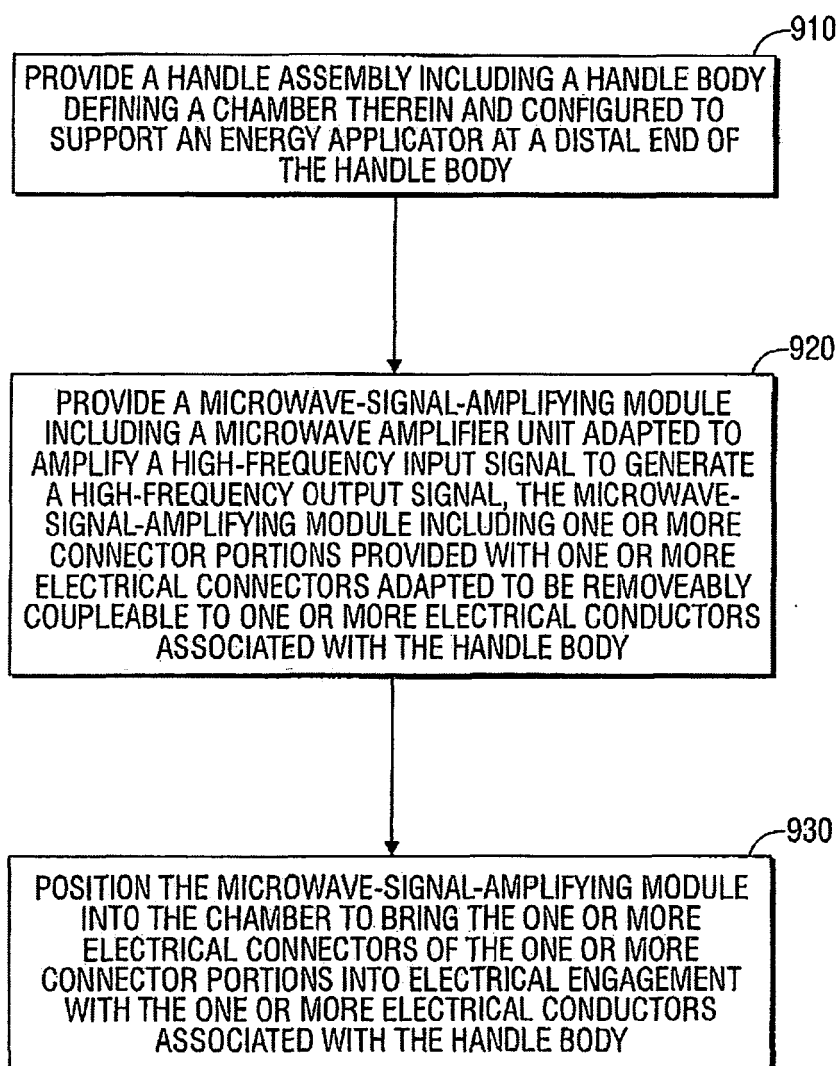 910
PROVIDE A HANDLE ASSEMBLY INCLUDING A HANDLE BODY
DEFINING A CHAMBER THEREIN AND CONFIGURED TO
SUPPORT AN ENERGY APPLICATOR AT A DISTAL END OF
THE HANDLE BODY
920
PROVIDE A MICROWAVE-SIGNAL-AMPLIFYING MODULE
INCLUDING A MICROWAVE AMPLIFIER UNIT ADAPTED TO
AMPLIFY A HIGH-FREQUENCY INPUT SIGNAL TO GENERATE
A HIGH-FREQUENCY OUTPUT SIGNAL, THE MICROWAVE-
SIGNAL-AMPLIFYING MODULE INCLUDING ONE OR MORE
CONNECTOR PORTIONS PROVIDED WITH ONE OR MORE
ELECTRICAL CONNECTORS ADAPTED TO BE REMOVEABLY
COUPLEABLE TO ONE OR MORE ELECTRICAL CONDUCTORS
ASSOCIATED WITH THE HANDLE BODY
930
POSITION THE MICROWAVE-SIGNAL-AMPLIFYING MODULE
INTO THE CHAMBER TO BRING THE ONE OR MORE
ELECTRICAL CONNECTORS OF THE ONE OR MORE
CONNECTOR PORTIONS INTO ELECTRICAL ENGAGEMENT
WITH THE ONE OR MORE ELECTRICAL CONDUCTORS
ASSOCIATED WITH THE HANDLE BODY